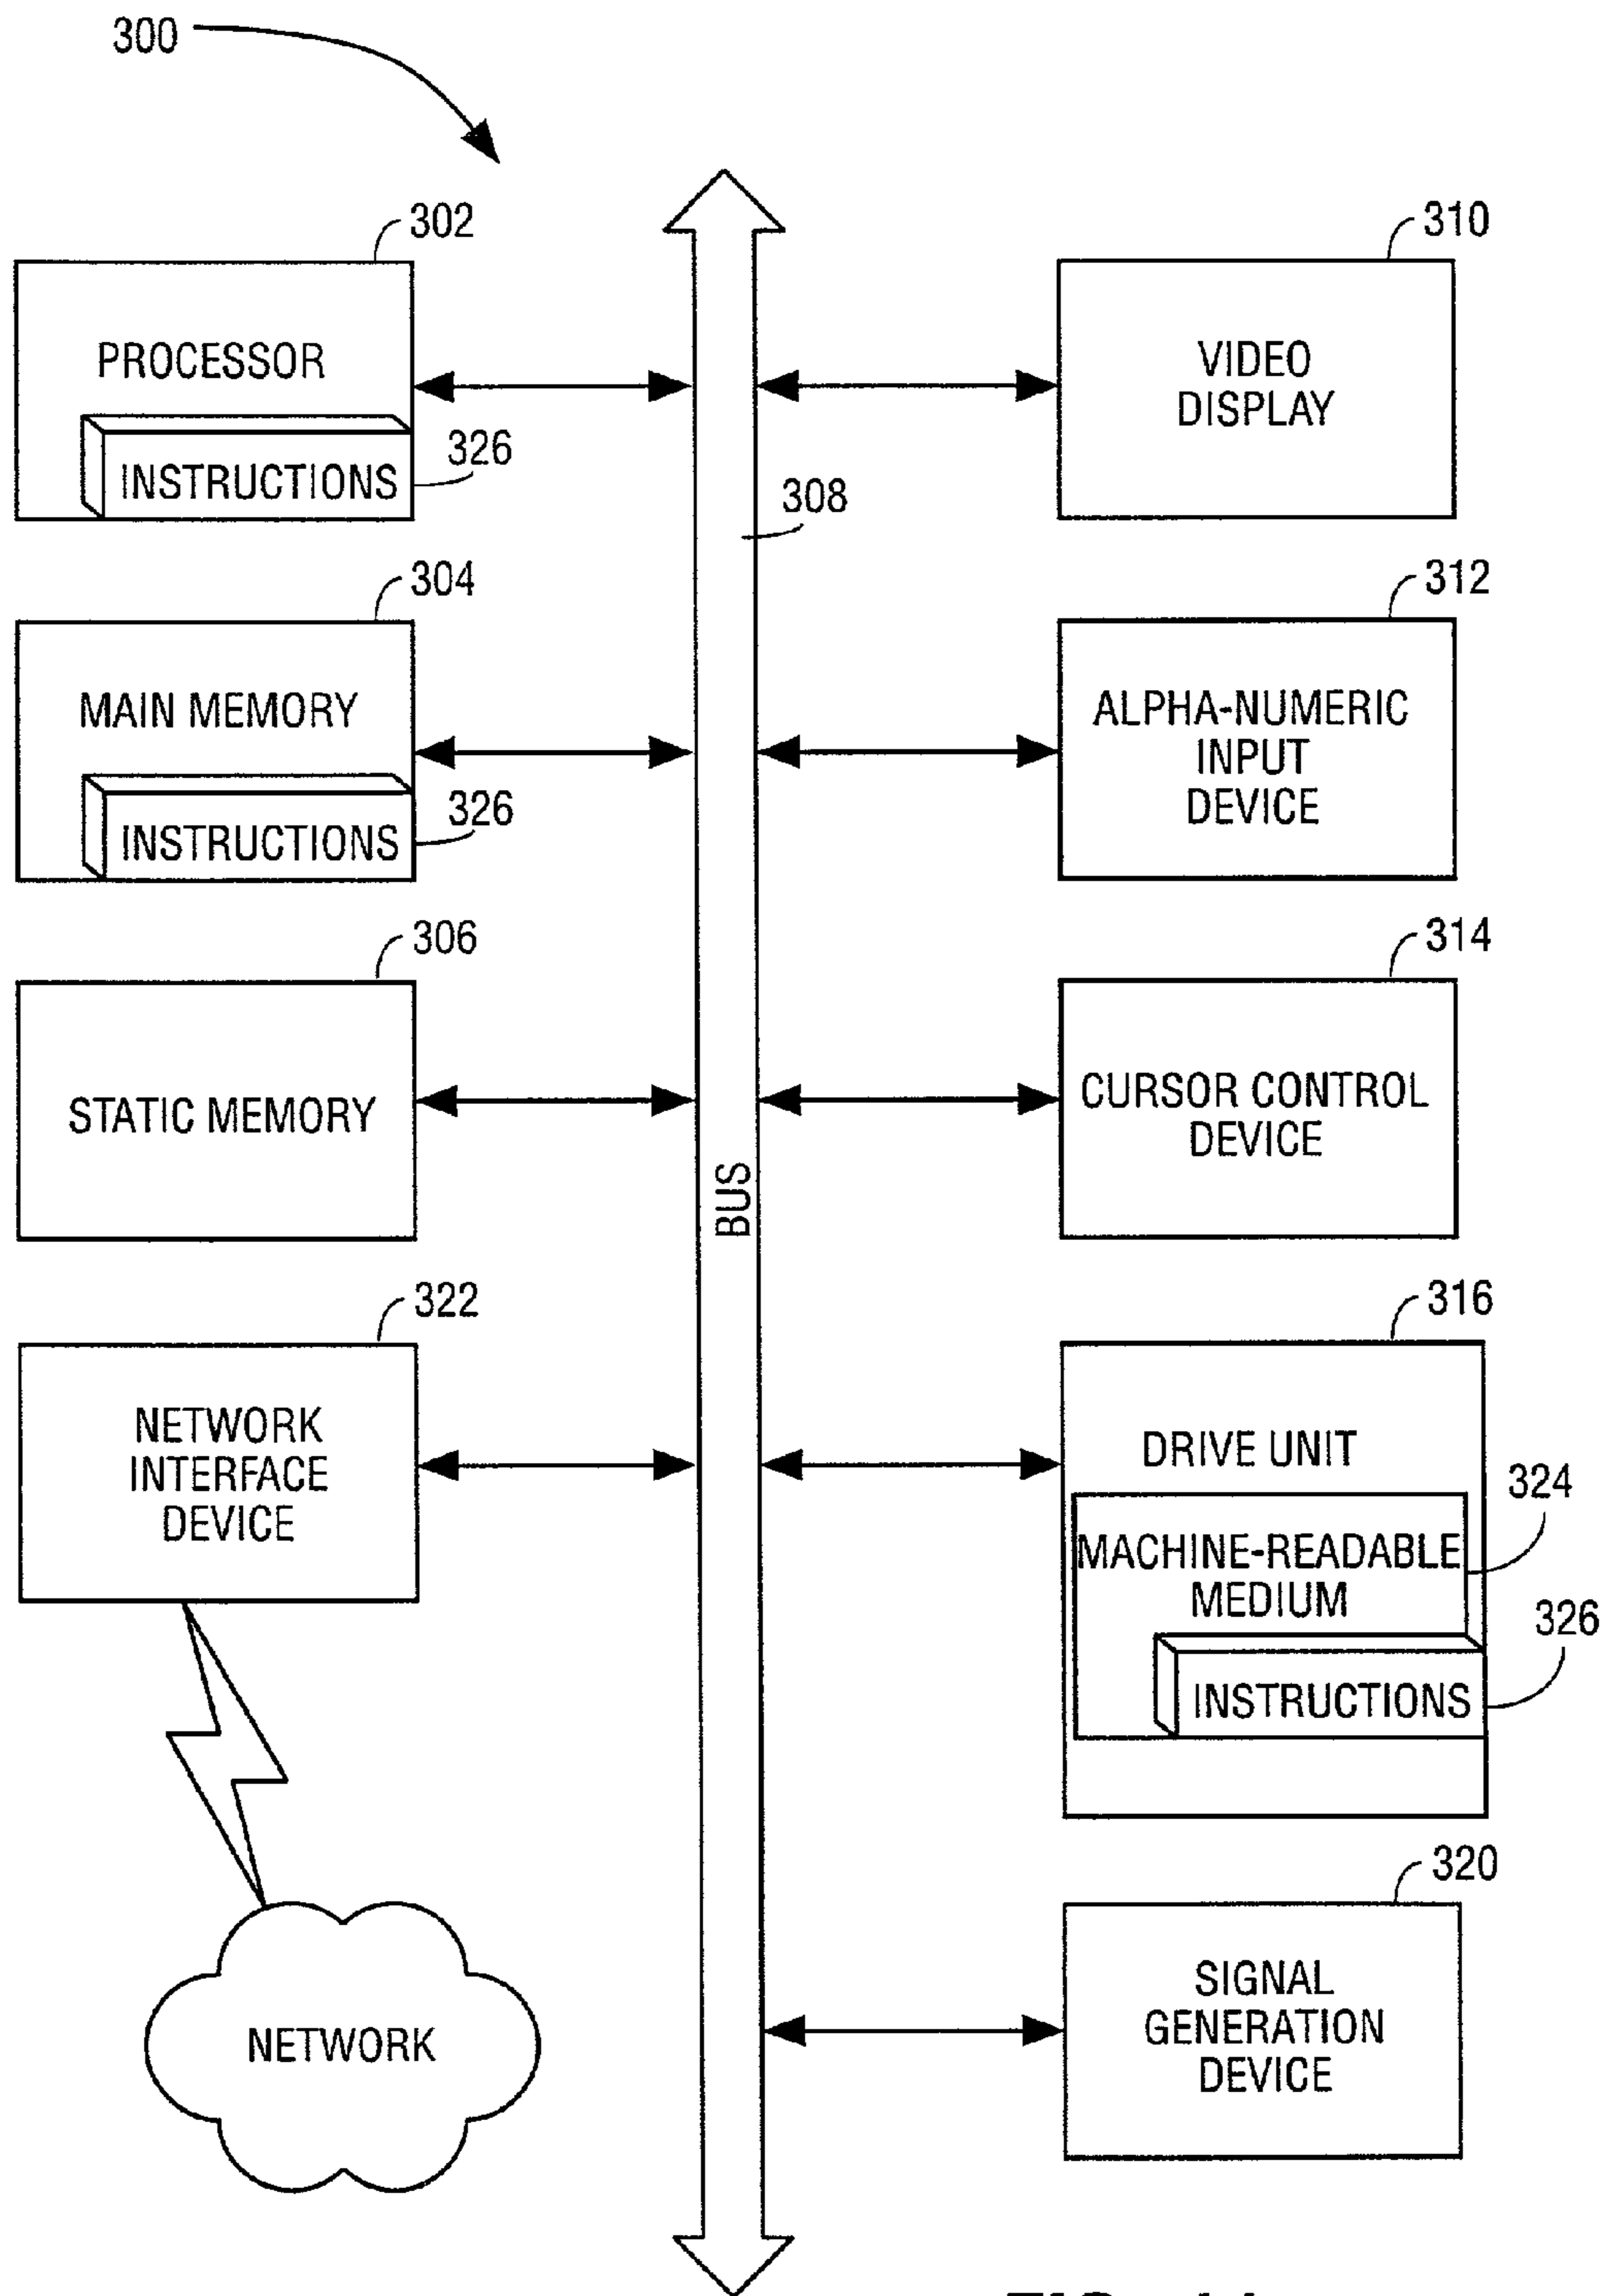 300
302
PROCESSOR
INSTRUCTIONS
326
304
MAIN MEMORY
INSTRUCTIONS
326
306
STATIC MEMORY
322
NETWORK
INTERFACE
DEVICE
NETWORK
308
BUS
310
VIDEO
DISPLAY
312
ALPHA-NUMERIC
INPUT
DEVICE
314
CURSOR CONTROL
DEVICE
316
DRIVE UNIT
324
MACHINE-READABLE
MEDIUM
326
INSTRUCTIONS
320
SIGNAL
GENERATION
DEVICE